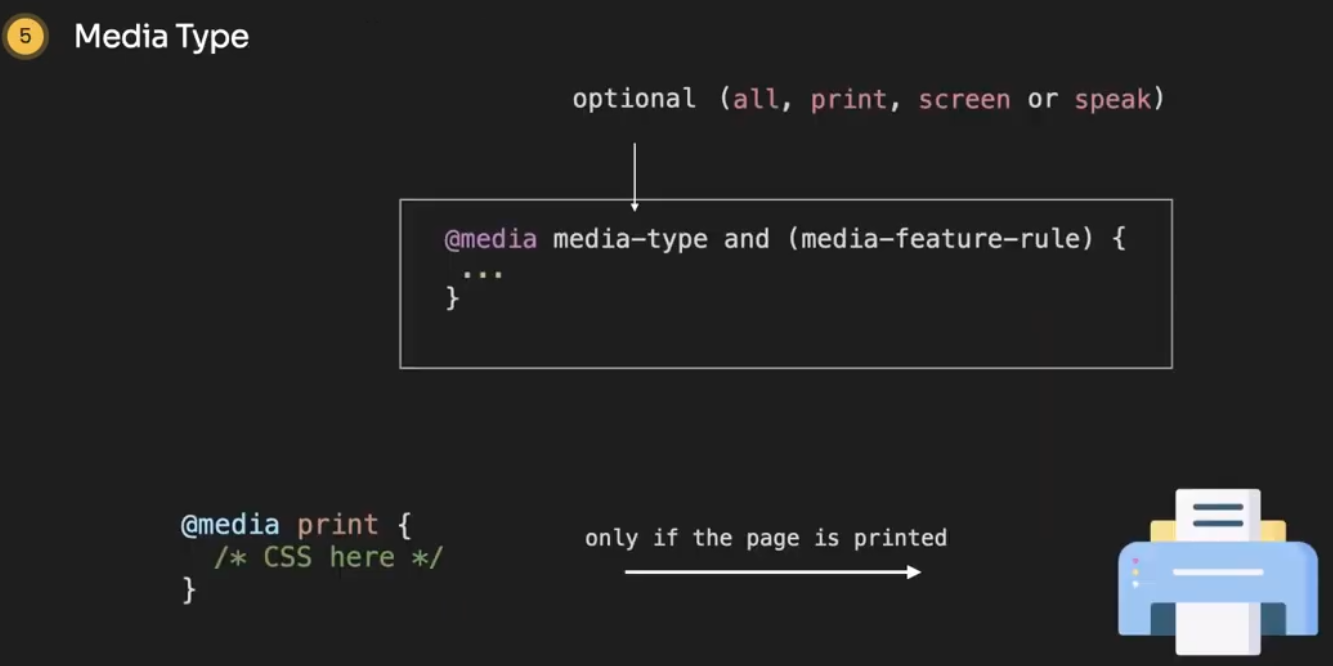 5 Media Type
optional (all, print, screen or speak)
@media media-type and (media-feature-rule) {
...
}
@media print {
/* CSS here */
}
only if the page is printed